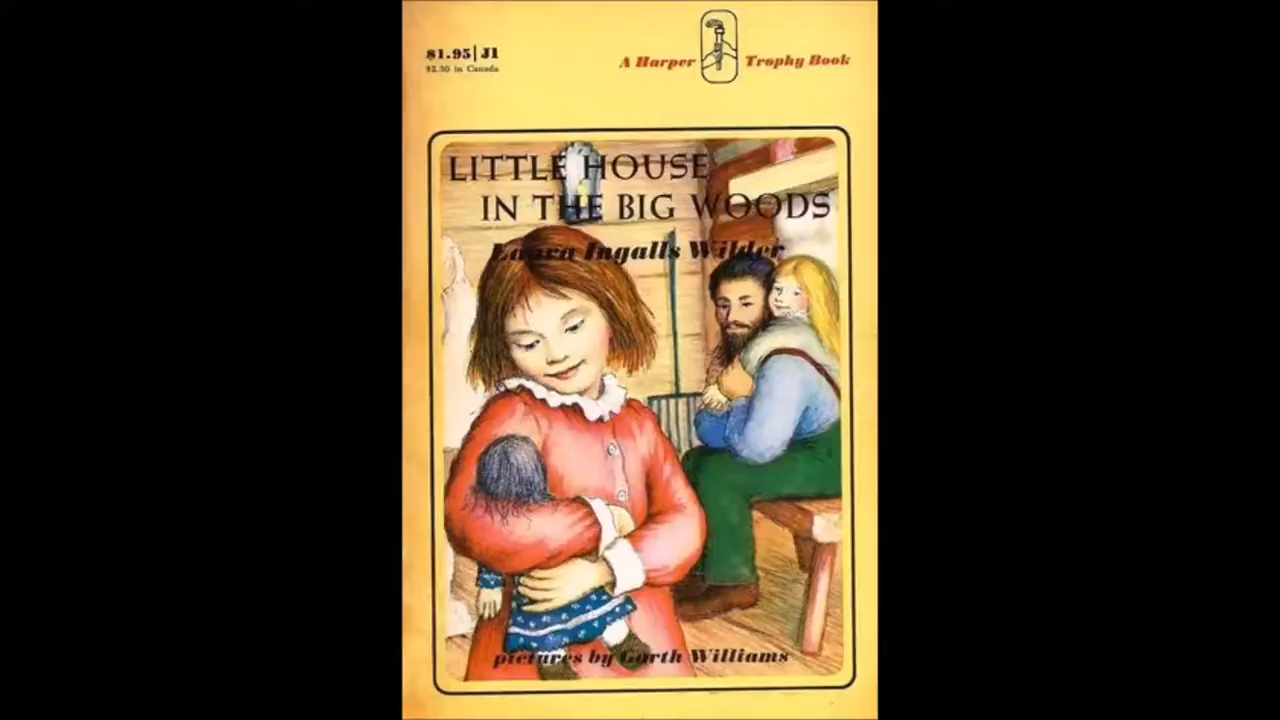 $1.95 | J1
$2.50 in Canada
A Harper Trophy Book
LITTLE HOUSE
IN THE BIG WOODS
Laura Ingalls Wilder
pictures by Garth Williams